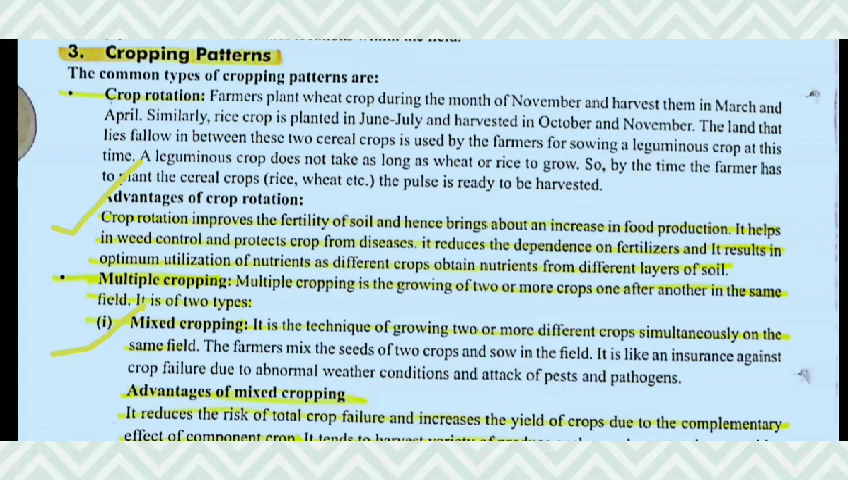 3. Cropping Patterns
The common types of cropping patterns are:
• Crop rotation: Farmers plant wheat crop during the month of November and harvest them in March and
April. Similarly, rice crop is planted in June-July and harvested in October and November. The land that
lies fallow in between these two cereal crops is used by the farmers for sowing a leguminous crop at this
time. A leguminous crop does not take as long as wheat or rice to grow. So, by the time the farmer has
to plant the cereal crops (rice, wheat etc.) the pulse is ready to be harvested.
Advantages of crop rotation:
Crop rotation improves the fertility of soil and hence brings about an increase in food production. It helps
in weed control and protects crop from diseases. it reduces the dependence on fertilizers and It results in
optimum utilization of nutrients as different crops obtain nutrients from different layers of soil.
• Multiple cropping: Multiple cropping is the growing of two or more crops one after another in the same
field. It is of two types:
(i) Mixed cropping: It is the technique of growing two or more different crops simultaneously on the
same field. The farmers mix the seeds of two crops and sow in the field. It is like an insurance against
crop failure due to abnormal weather conditions and attack of pests and pathogens.
Advantages of mixed cropping
It reduces the risk of total crop failure and increases the yield of crops due to the complementary
effect of component crop. It tends to harvest variety of produce